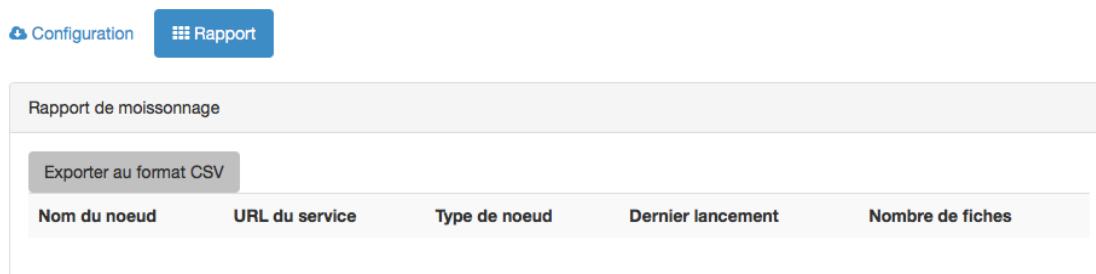 Configuration Rapport
Rapport de moissonnage
Exporter au format CSV
Nom du noeud URL du service Type de noeud Dernier lancement Nombre de fiches